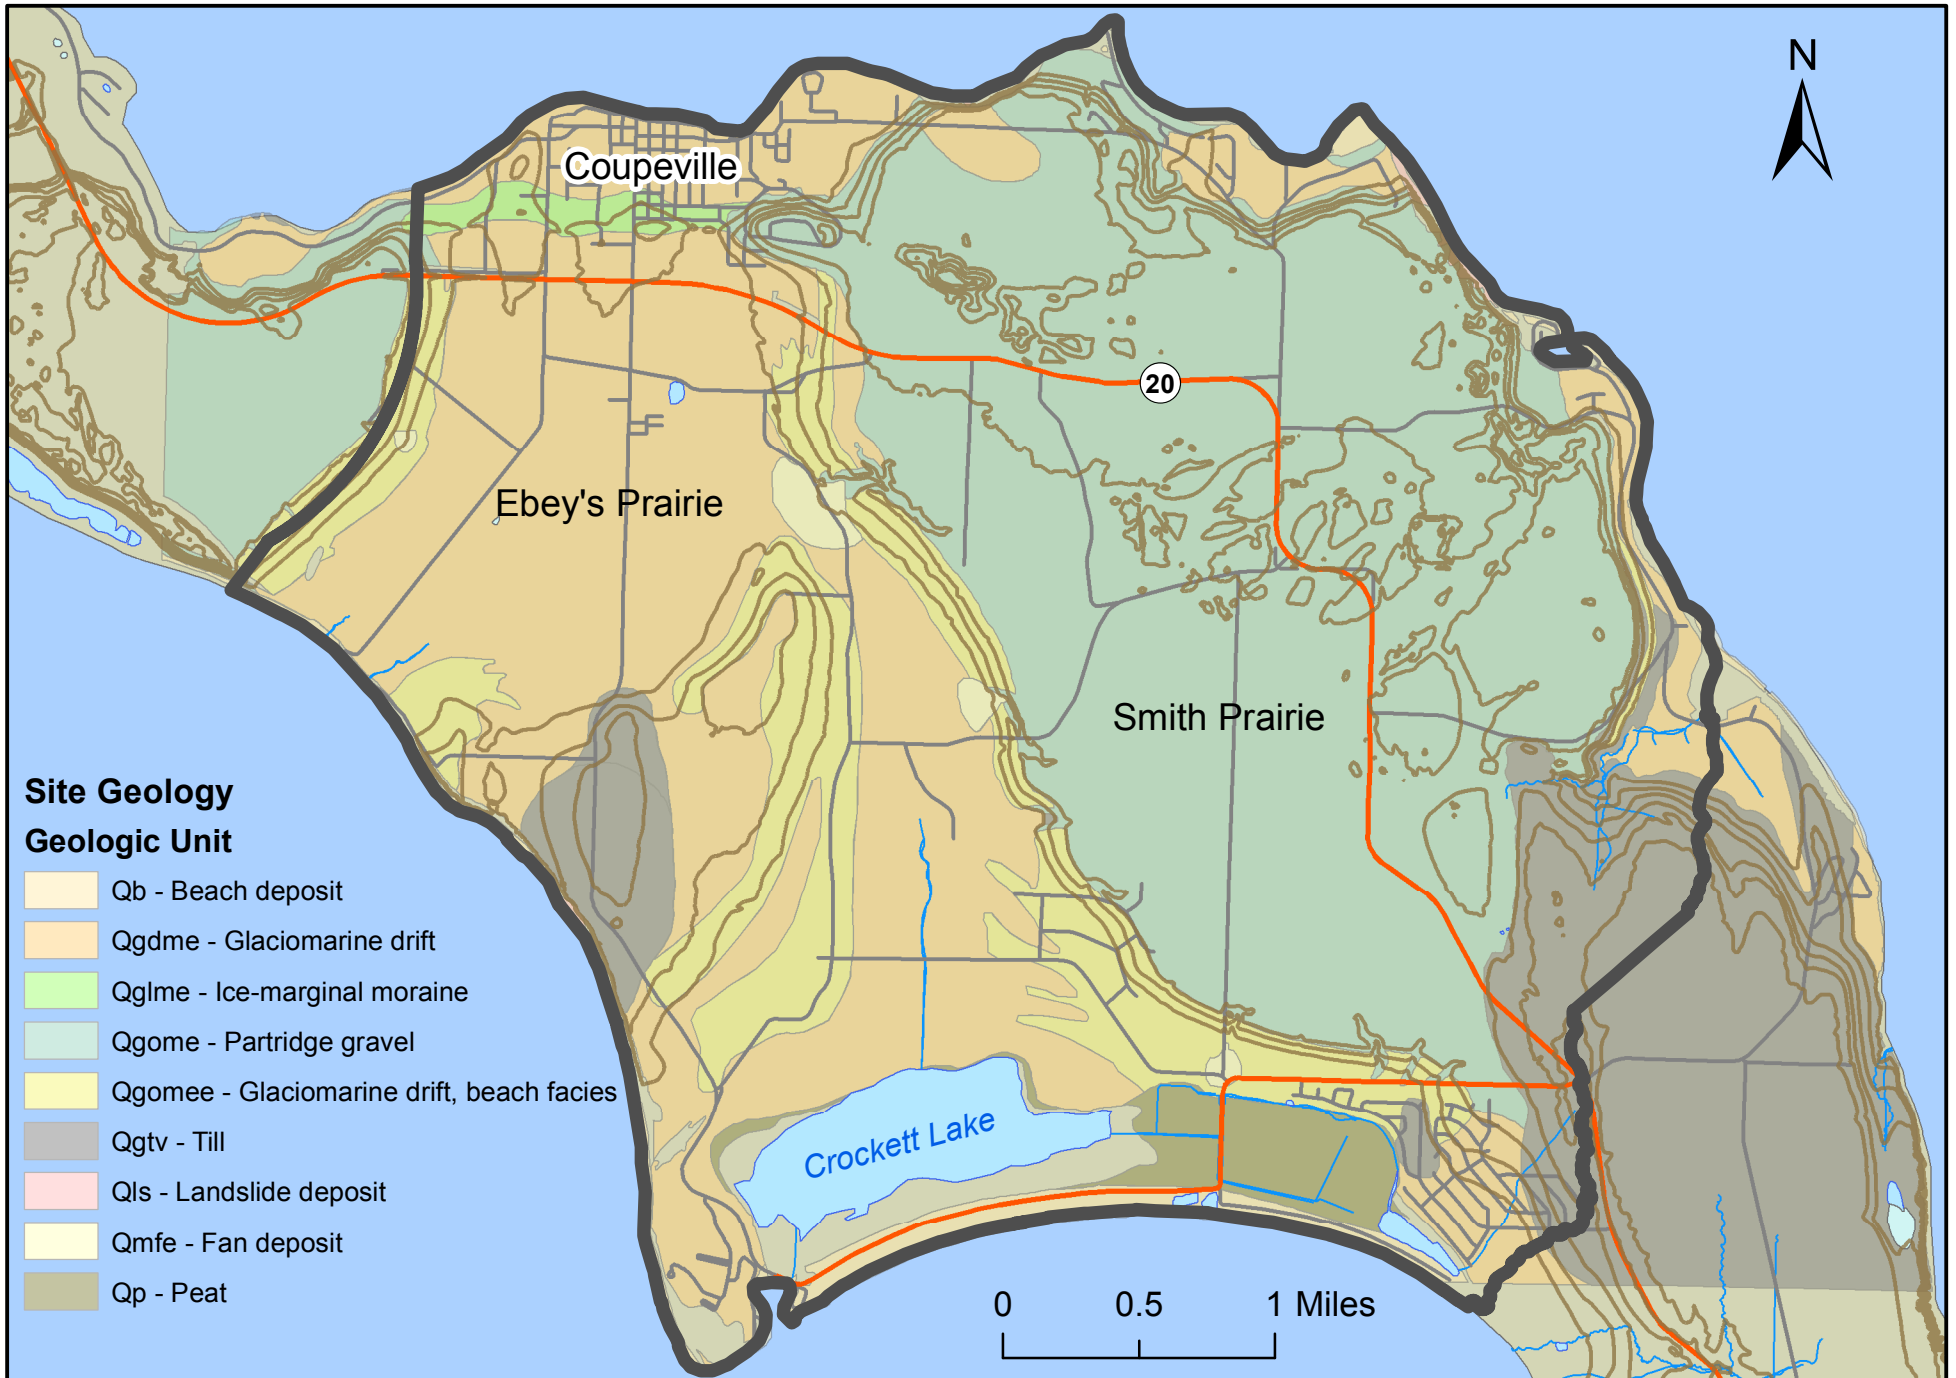 N
Coupeville
20
Ebey's Prairie
Smith Prairie
Site Geology
Geologic Unit
Qb - Beach deposit
Qgdme - Glaciomarine drift
Qglme - Ice-marginal moraine
Qgome - Partridge gravel
Qgomee - Glaciomarine drift, beach facies
Qgtv - Till
Qls - Landslide deposit
Qmfe - Fan deposit
Qp - Peat
Crockett Lake
0 0.5 1 Miles